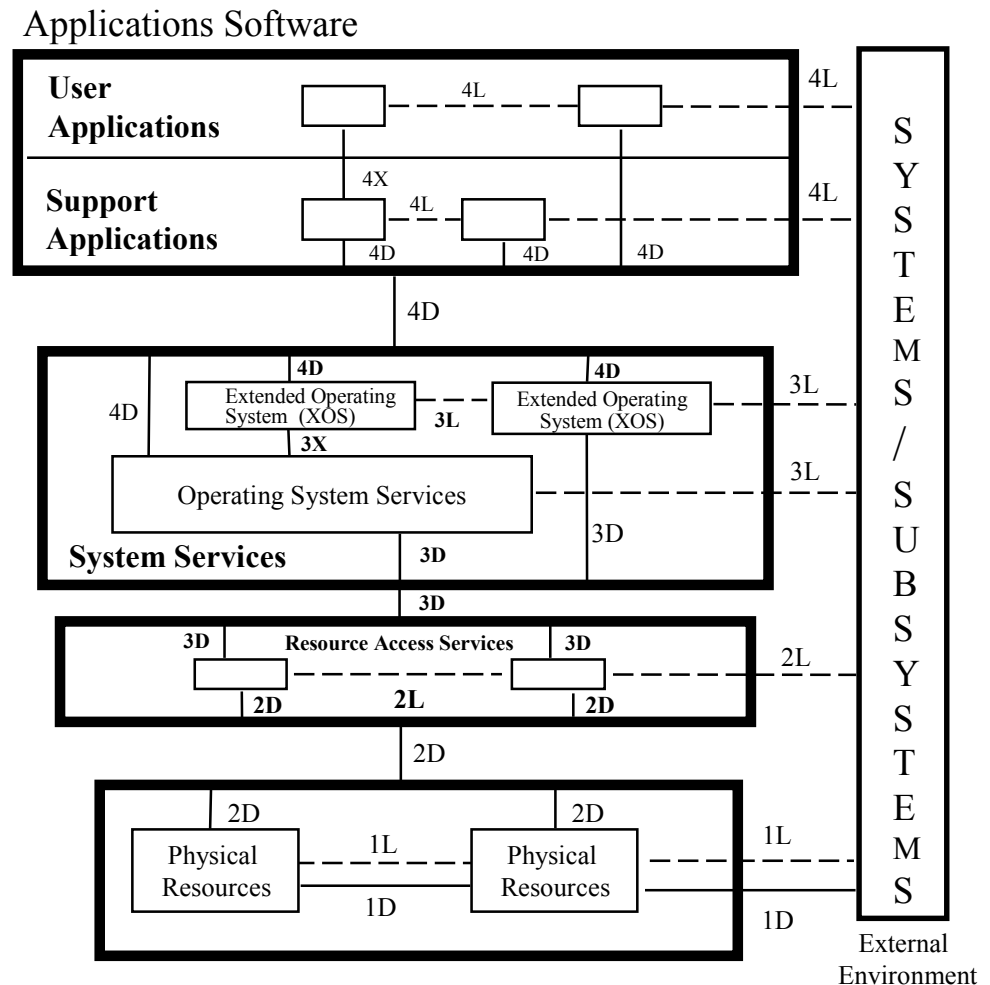 Applications Software
User
Applications
4L
4L
4X
Support
Applications
4L
4L
4D
4D
4D
4D
4D
4D
4D
Extended Operating
System (XOS)
3L
Extended Operating
System (XOS)
3L
3X
Operating System Services
3L
3D
3D
System Services
3D
3D
Resource Access Services
3D
2L
2L
2D
2D
2D
2D
2D
Physical
Resources
1L
1D
Physical
Resources
1L
1D
SYSTEMS/SUBSYSTEMS
External
Environment